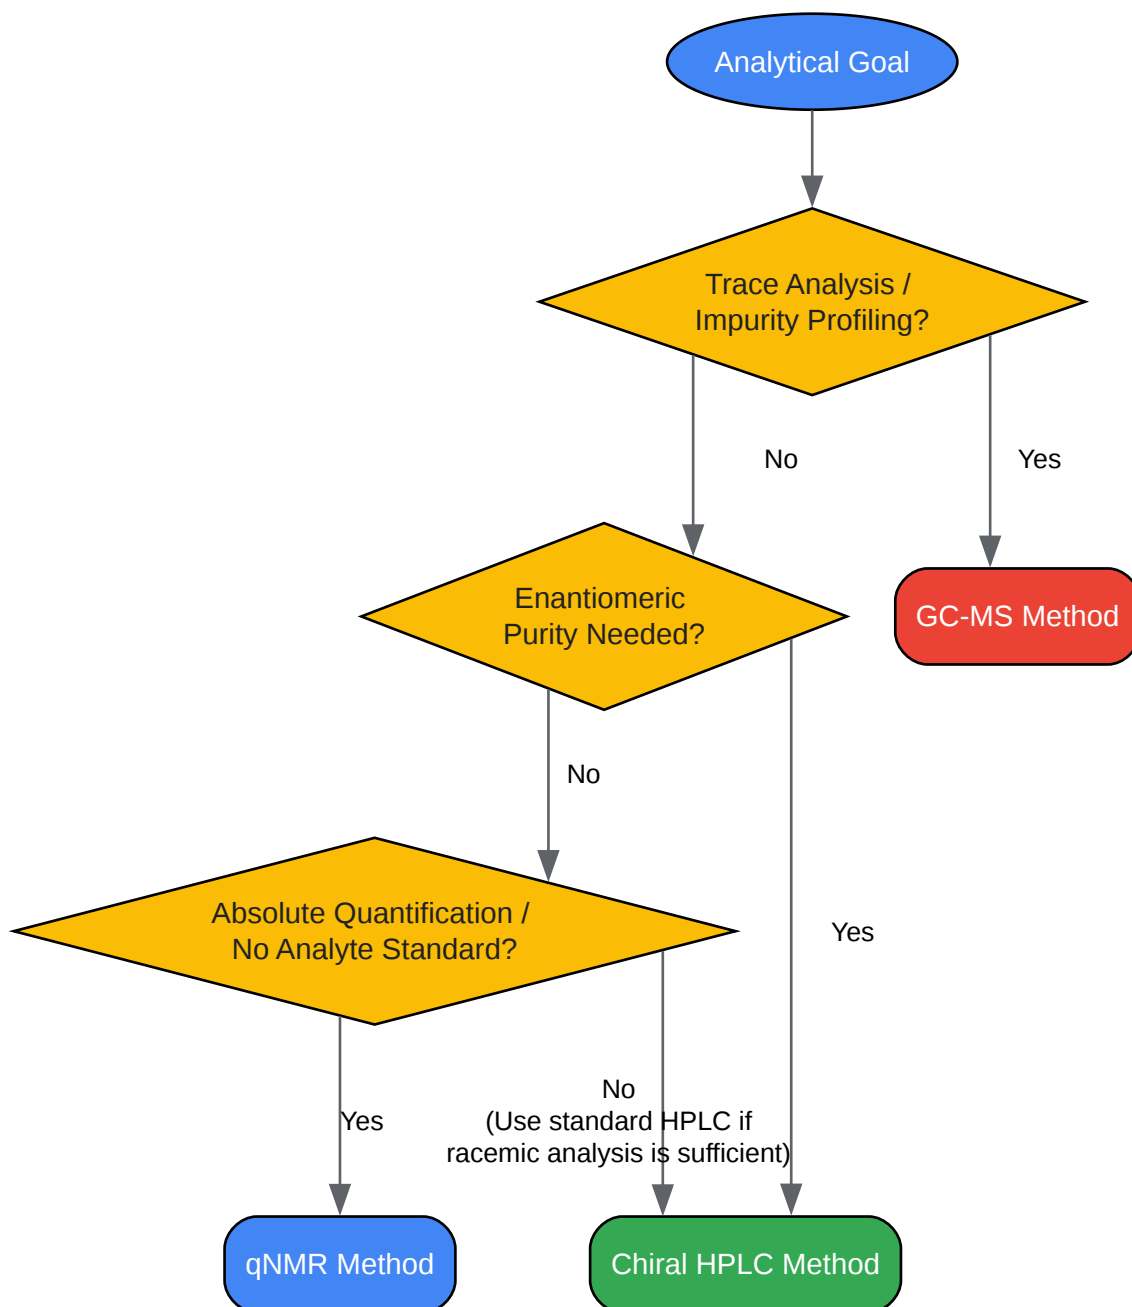 Analytical Goal
Trace Analysis /
Impurity Profiling?
No
Yes
Enantiomeric
Purity Needed?
GC-MS Method
No
Absolute Quantification /
No Analyte Standard?
Yes
Yes
No
(Use standard HPLC if
racemic analysis is sufficient)
qNMR Method
Chiral HPLC Method